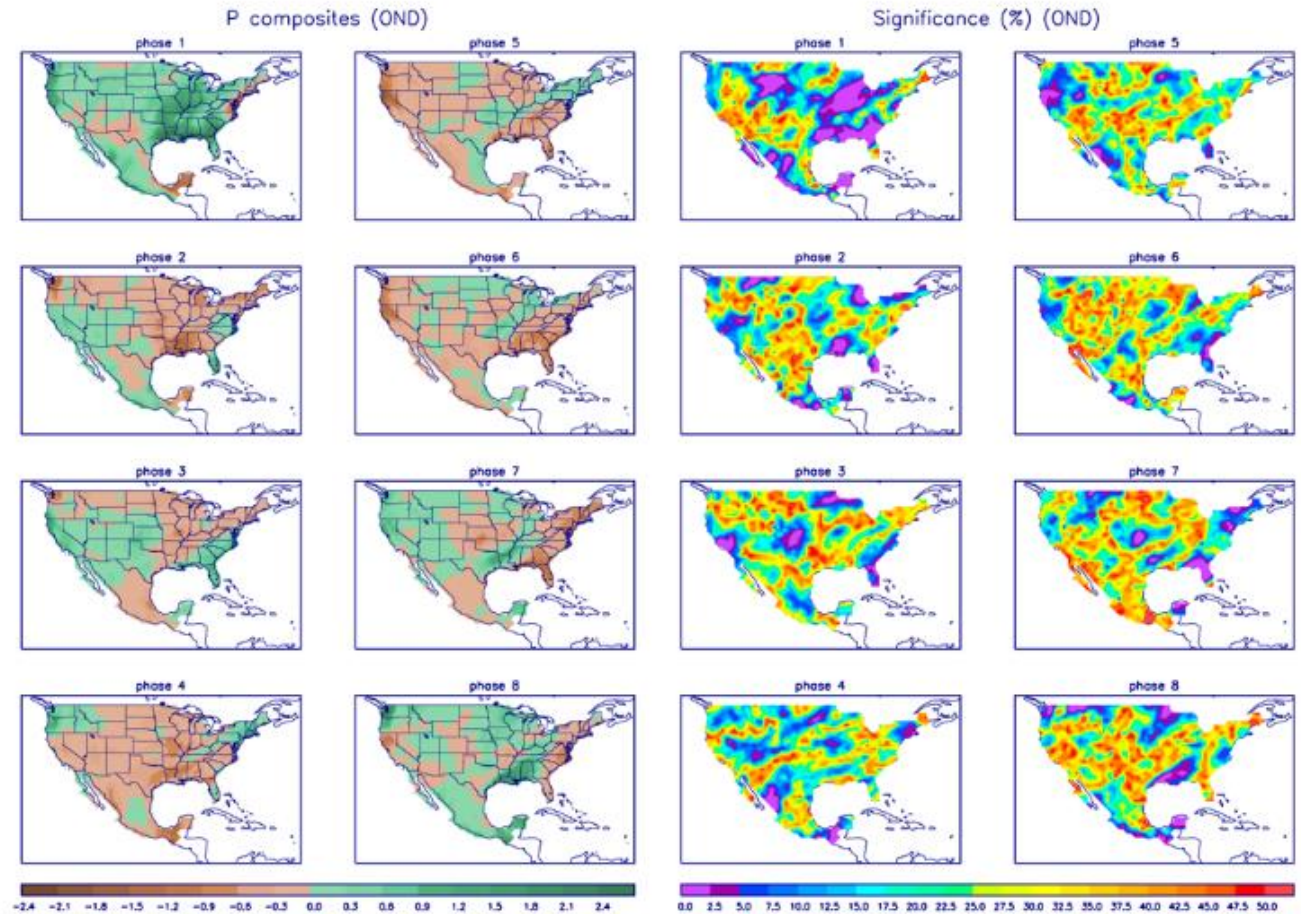 P composites (OND)
Significance (%) (OND)
phase 1
phase 5
phase 1
phase 5
phase 2
phase 6
phase 2
phase 6
phase 3
phase 7
phase 3
phase 7
phase 4
phase 8
phase 4
phase 8
-2.4 -2.1 -1.8 -1.5 -1.2 -0.9 -0.6 -0.3 0.0 0.3 0.6 0.9 1.2 1.5 1.8 2.1 2.4
0.0 2.5 5.0 7.5 10.0 12.5 15.0 17.5 20.0 22.5 25.0 27.5 30.0 32.5 35.0 37.5 40.0 42.5 45.0 47.5 50.0